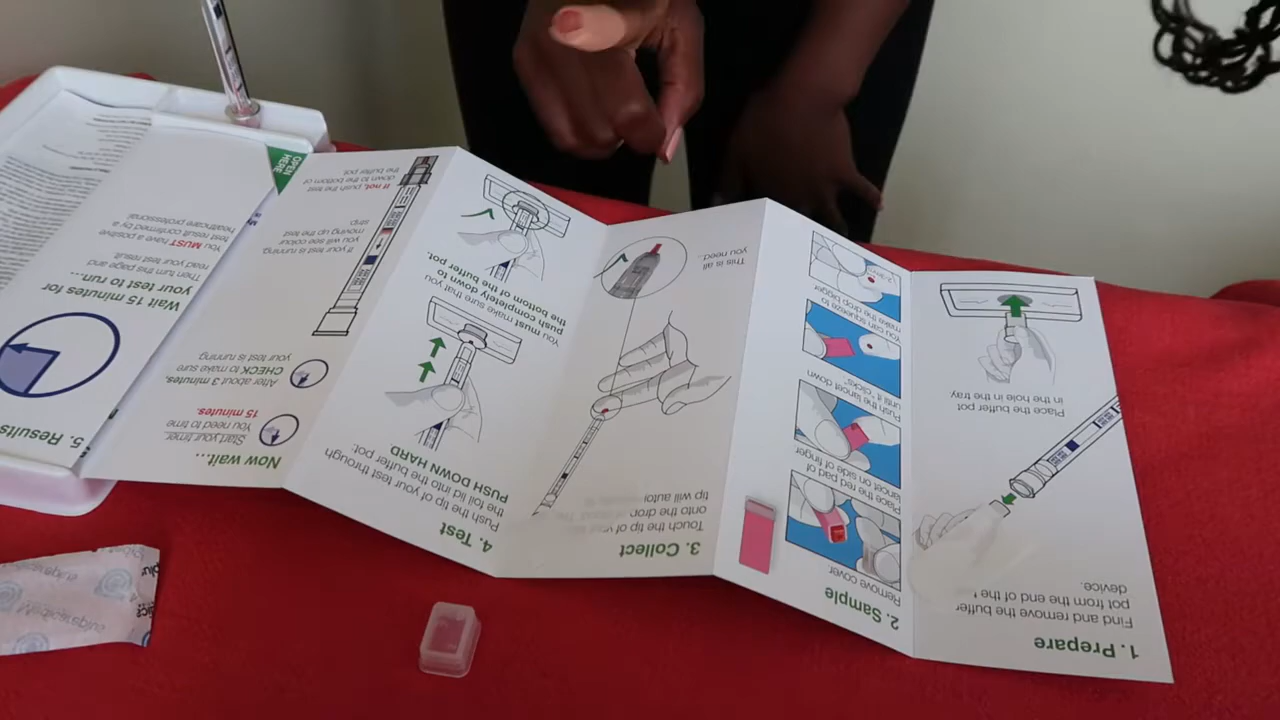 1. Prepare
Find and remove the buffer
pot from the end of the
device.
Place the buffer pot
in the hole in the tray
2. Sample
Remove cover
Place the red pad of
lancet on side of finger
Push the lancet down
until it 'clicks'.
You can squeeze to
make the drop bigger
3. Collect
Touch the tip of your test
onto the drop
tip will
This is all
you need...
4. Test
Push the tip of your test through
the foil lid into the buffer pot.
PUSH DOWN HARD
You must make sure that you
push completely down to
the bottom of the buffer pot.
Now wait...
Start your timer
You need to time
15 minutes.
After about 3 minutes,
CHECK to make sure
your test is running
If your test is running,
you will see colour
moving up the test
strip
If not, push the test
down to the bottom of
the buffer pot.
5. Results
Wait 15 minutes for
your test to run...
Then turn this page and
read your test result
You MUST have a positive
test result confirmed by a
healthcare professional
OPEN
HERE